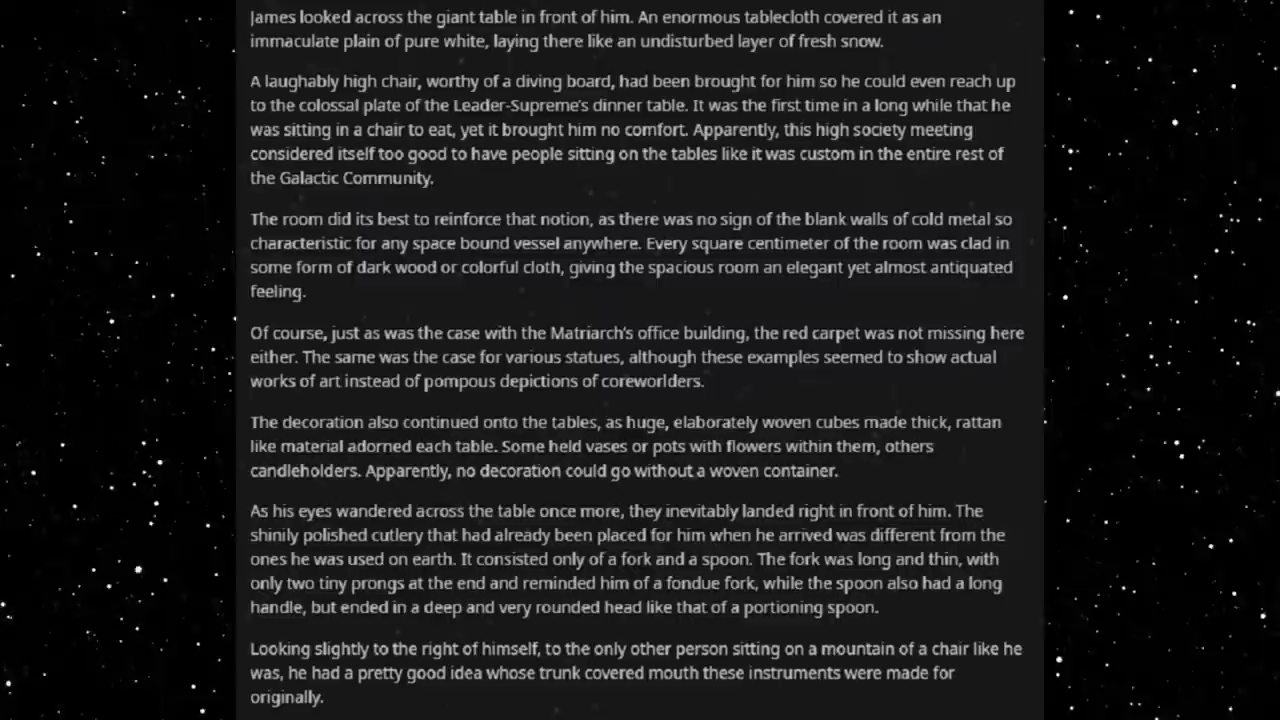 James looked across the giant table in front of him. An enormous tablecloth covered it as an
immaculate plain of pure white, laying there like an undisturbed layer of fresh snow.
A laughably high chair, worthy of a diving board, had been brought for him so he could even reach up
to the colossal plate of the Leader-Supreme's dinner table. It was the first time in a long while that he
was sitting in a chair to eat, yet it brought him no comfort. Apparently, this high society meeting
considered itself too good to have people sitting on the tables like it was custom in the entire rest of
the Galactic Community.
The room did its best to reinforce that notion, as there was no sign of the blank walls of cold metal so
characteristic for any space bound vessel anywhere. Every square centimeter of the room was clad in
some form of dark wood or colorful cloth, giving the spacious room an elegant yet almost antiquated
feeling.
Of course, just as was the case with the Matriarch's office building, the red carpet was not missing here
either. The same was the case for various statues, although these examples seemed to show actual
works of art instead of pompous depictions of coreworlders.
The decoration also continued onto the tables, as huge, elaborately woven cubes made thick, rattan
like material adorned each table. Some held vases or pots with flowers within them, others
candleholders. Apparently, no decoration could go without a woven container.
As his eyes wandered across the table once more, they inevitably landed right in front of him. The
shinily polished cutlery that had already been placed for him when he arrived was different from the
ones he was used on earth. It consisted only of a fork and a spoon. The fork was long and thin, with
only two tiny prongs at the end and reminded him of a fondue fork, while the spoon also had a long
handle, but ended in a deep and very rounded head like that of a portioning spoon.
Looking slightly to the right of himself, to the only other person sitting on a mountain of a chair like he
was, he had a pretty good idea whose trunk covered mouth these instruments were made for
originally.